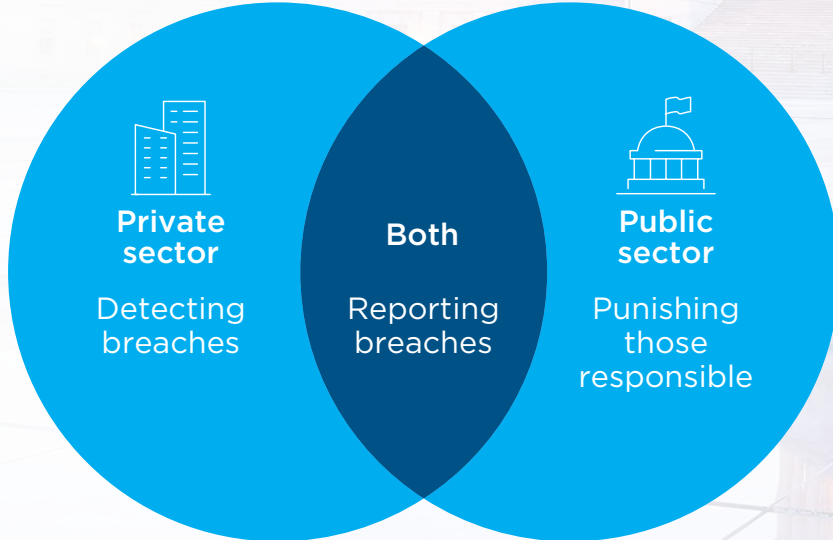 Private
sector
Detecting
breaches
Both
Reporting
breaches
Public
sector
Punishing
those
responsible